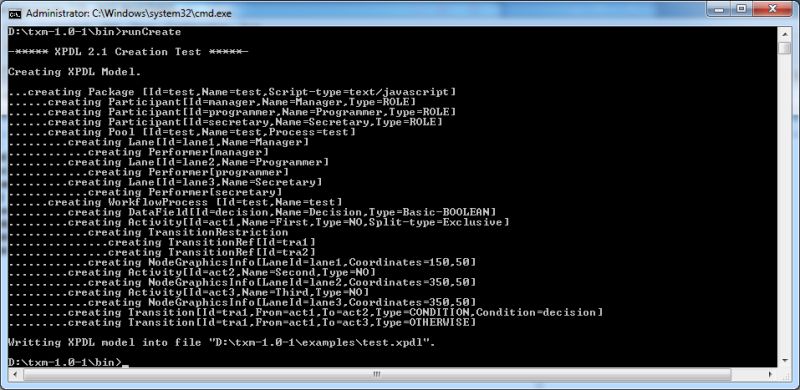 Administrator: C:\Windows\system32\cmd.exe
D:\txm-1.0-1\bin>runCreate
-***** XPDL 2.1 Creation Test *****-
Creating XPDL Model.
...creating Package [Id=test,Name=test,Script-type=text/javascript]
......creating Participant[Id=manager,Name=Manager,Type=ROLE]
......creating Participant[Id=programmer,Name=Programmer,Type=ROLE]
......creating Participant[Id=secretary,Name=Secretary,Type=ROLE]
......creating Pool [Id=test,Name=test,Process=test]
.........creating Lane[Id=lane1,Name=Manager]
............creating Performer[manager]
.........creating Lane[Id=lane2,Name=Programmer]
............creating Performer[programmer]
.........creating Lane[Id=lane3,Name=Secretary]
............creating Performer[secretary]
......creating WorkflowProcess [Id=test,Name=test]
.........creating DataField[Id=decision,Name=Decision,Type=Basic-BOOLEAN]
.........creating Activity[Id=act1,Name=First,Type=NO,Split-type=Exclusive]
............creating TransitionRestriction
...............creating TransitionRef[Id=tra1]
...............creating TransitionRef[Id=tra2]
............creating NodeGraphicsInfo[LaneId=lane1,Coordinates=150,50]
.........creating Activity[Id=act2,Name=Second,Type=NO]
............creating NodeGraphicsInfo[LaneId=lane2,Coordinates=350,50]
.........creating Activity[Id=act3,Name=Third,Type=NO]
............creating NodeGraphicsInfo[LaneId=lane3,Coordinates=350,50]
.........creating Transition[Id=tra1,From=act1,To=act2,Type=CONDITION,Condition=decision]
.........creating Transition[Id=tra1,From=act1,To=act3,Type=OTHERWISE]
Writting XPDL model into file "D:\txm-1.0-1\examples\test.xpdl".
D:\txm-1.0-1\bin>_